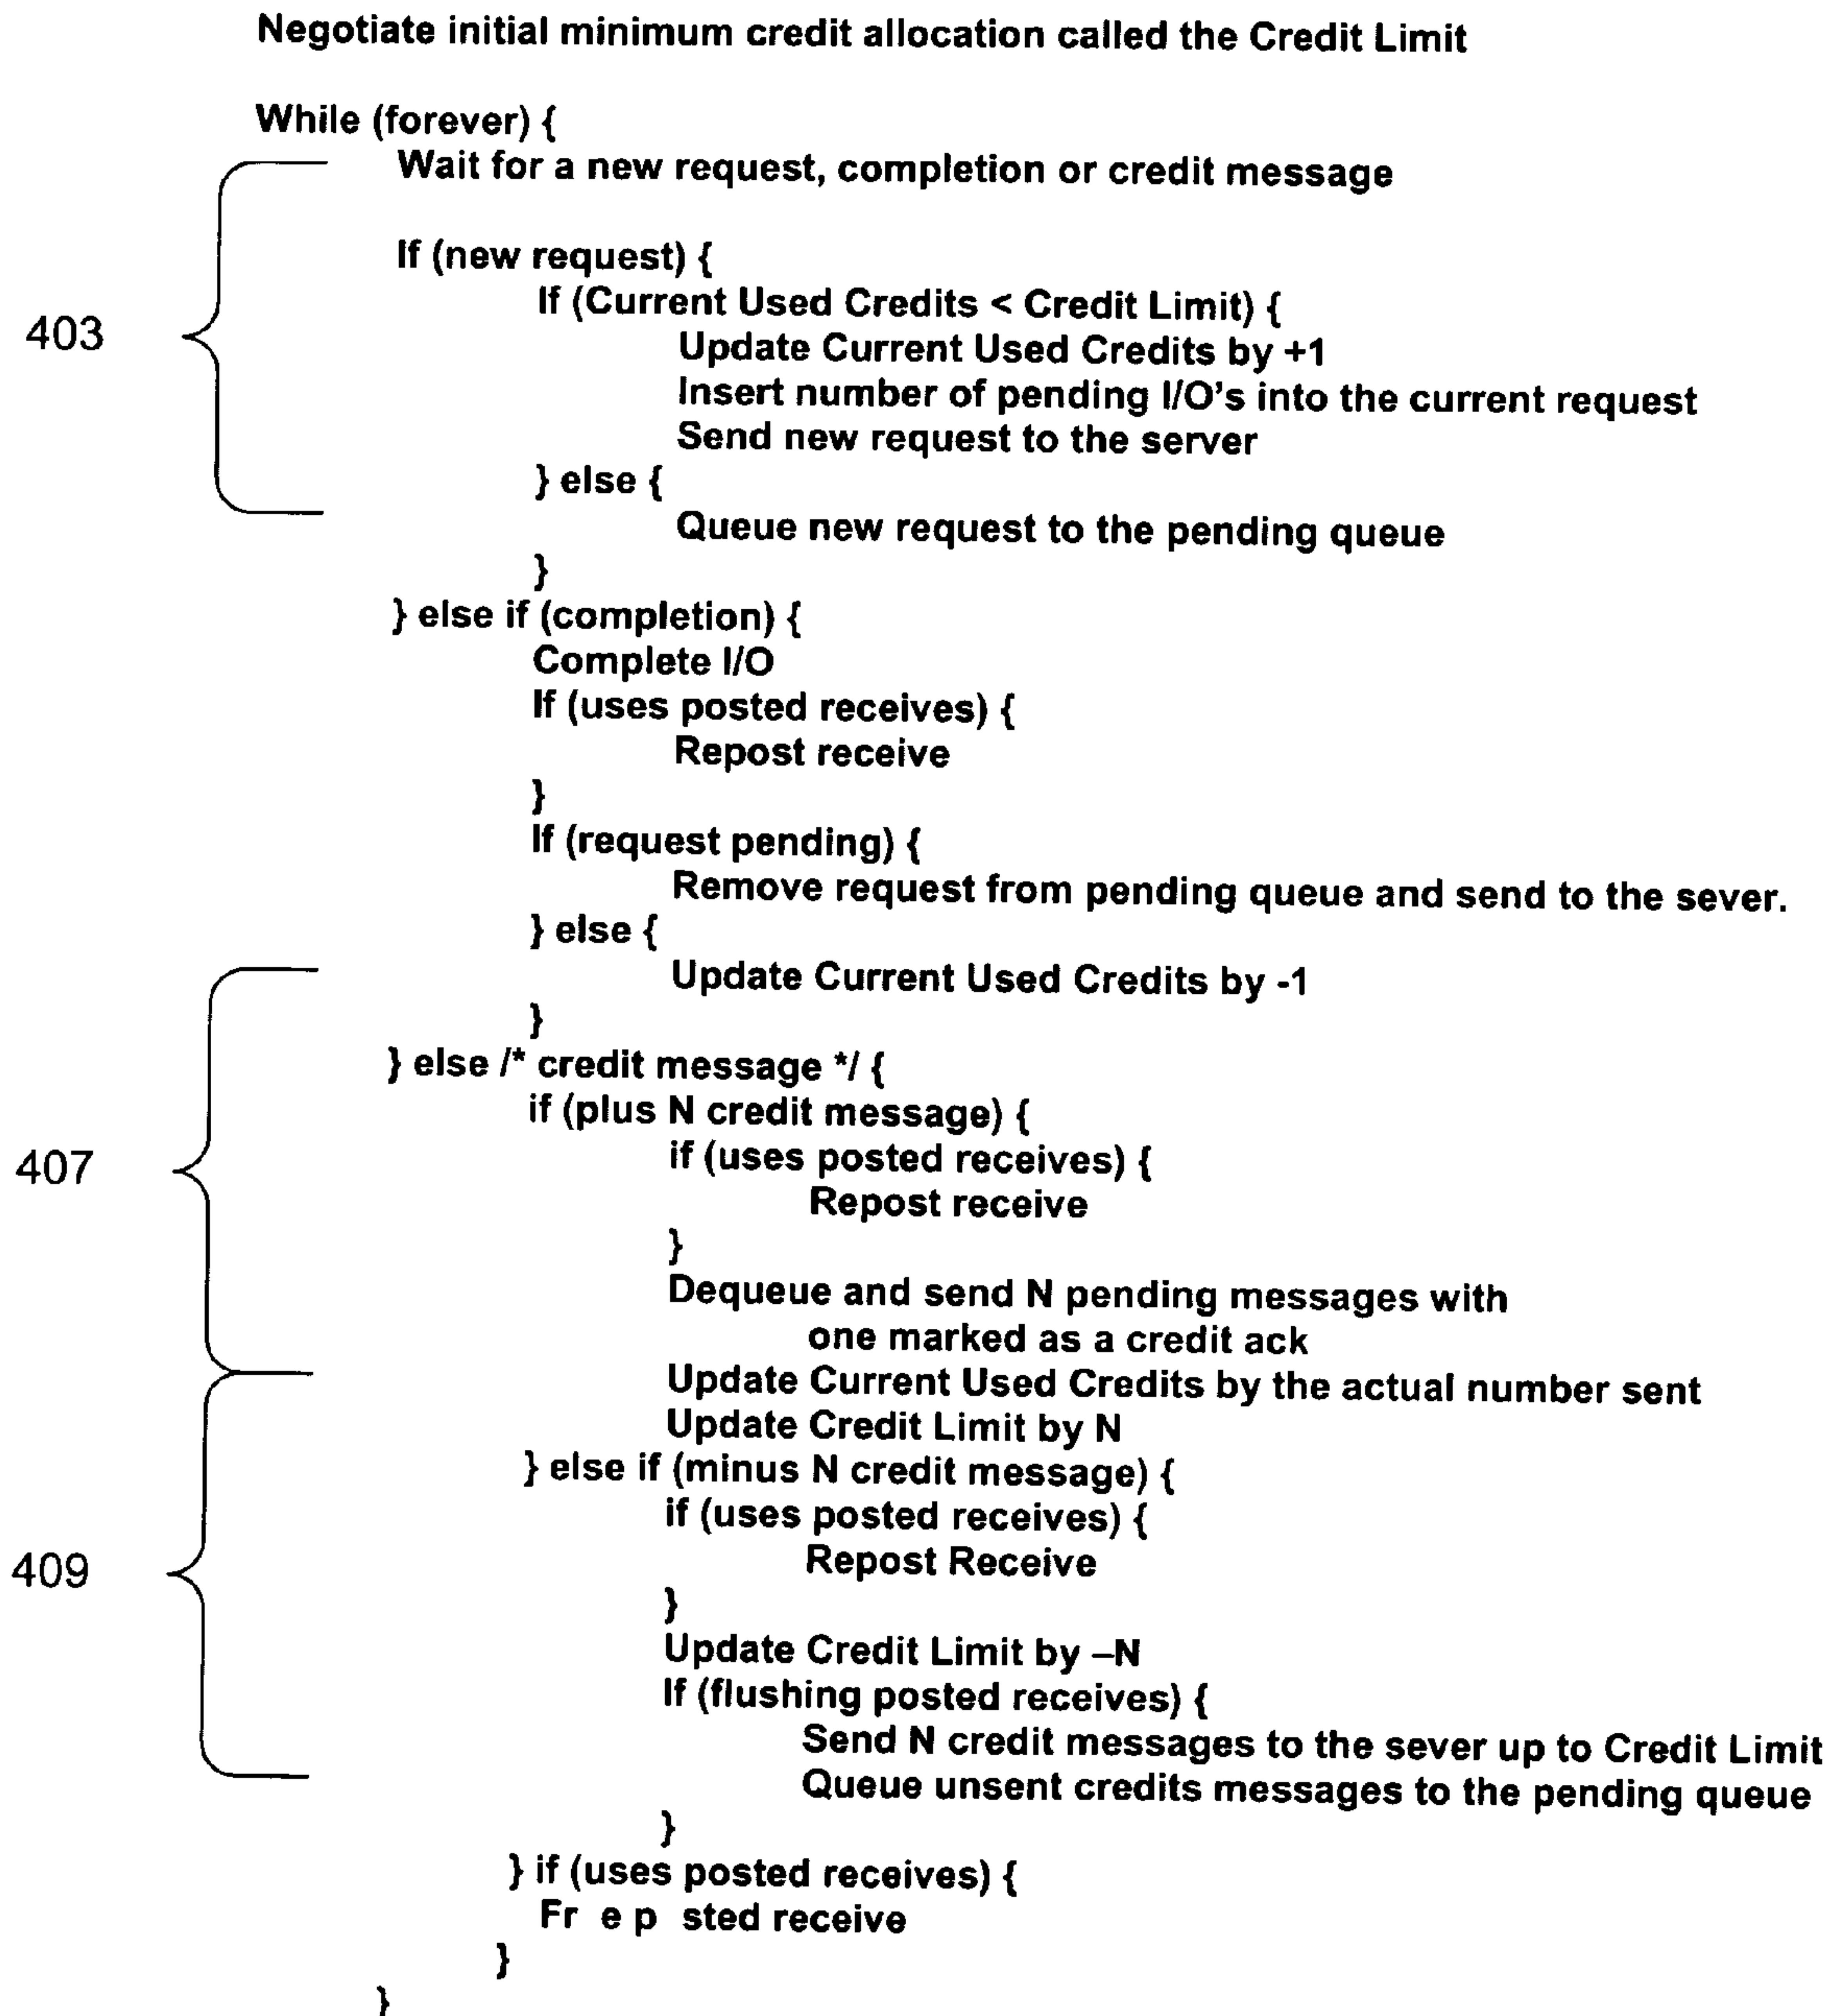 Negotiate initial minimum credit allocation called the Credit Limit
While (forever) {
Wait for a new request, completion or credit message
If (new request) {
If (Current Used Credits < Credit Limit) {
403
Update Current Used Credits by +1
Insert number of pending I/O's into the current request
Send new request to the server
} else {
Queue new request to the pending queue
}
} else if (completion) {
Complete I/O
If (uses posted receives) {
Repost receive
}
If (request pending) {
Remove request from pending queue and send to the sever.
} else {
Update Current Used Credits by -1
}
} else /* credit message */ {
if (plus N credit message) {
407
if (uses posted receives) {
Repost receive
}
Dequeue and send N pending messages with
one marked as a credit ack
Update Current Used Credits by the actual number sent
Update Credit Limit by N
} else if (minus N credit message) {
if (uses posted receives) {
409
Repost Receive
}
Update Credit Limit by –N
If (flushing posted receives) {
Send N credit messages to the sever up to Credit Limit
Queue unsent credits messages to the pending queue
}
} if (uses posted receives) {
Fr e p sted receive
}
}